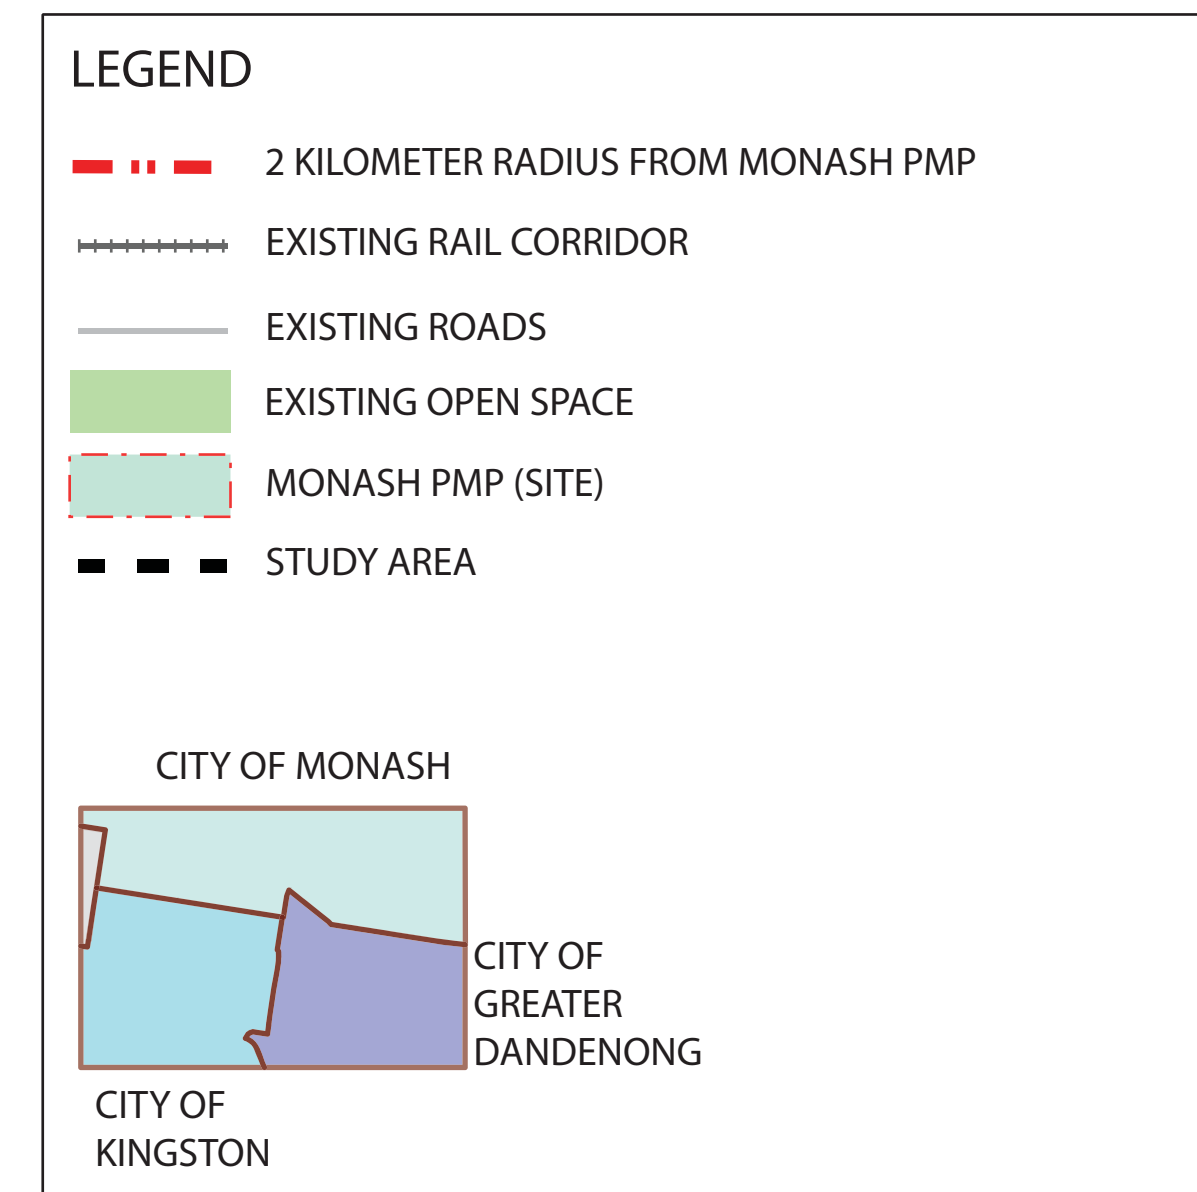 LEGEND
2 KILOMETER RADIUS FROM MONASH PMP
EXISTING RAIL CORRIDOR
EXISTING ROADS
EXISTING OPEN SPACE
MONASH PMP (SITE)
STUDY AREA
CITY OF MONASH
CITY OF
GREATER
DANDENONG
CITY OF
KINGSTON